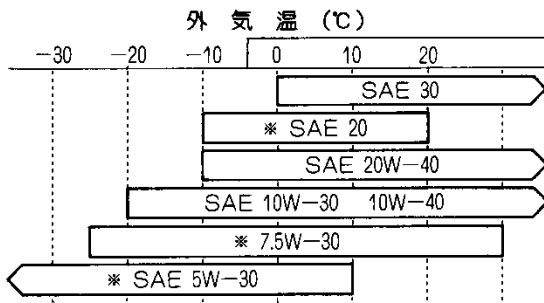 外気温 (℃)
−30 −20 −10 0 10 20
SAE 30
※ SAE 20
SAE 20W−40
SAE 10W−30 10W−40
※ 7.5W−30
※ SAE 5W−30